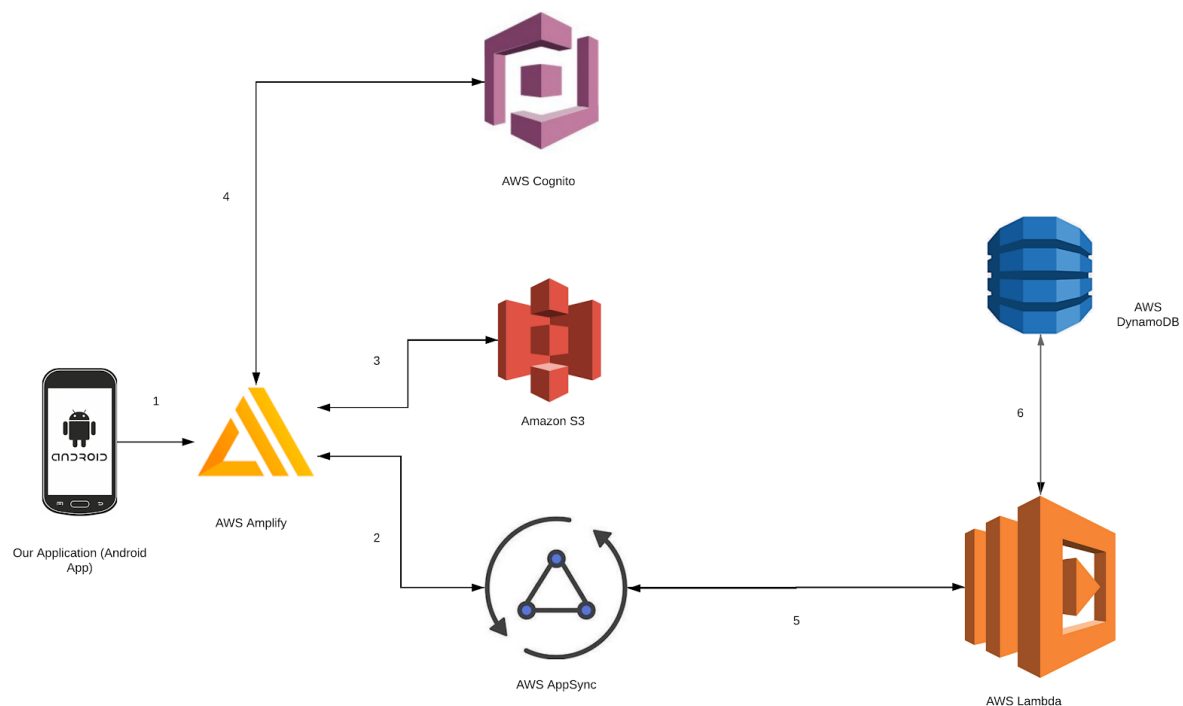 AWS Cognito
4
AWS
DynamoDB
Amazon S3
3
1
6
android
AWS Amplify
Our Application (Android
App)
2
5
AWS AppSync
AWS Lambda